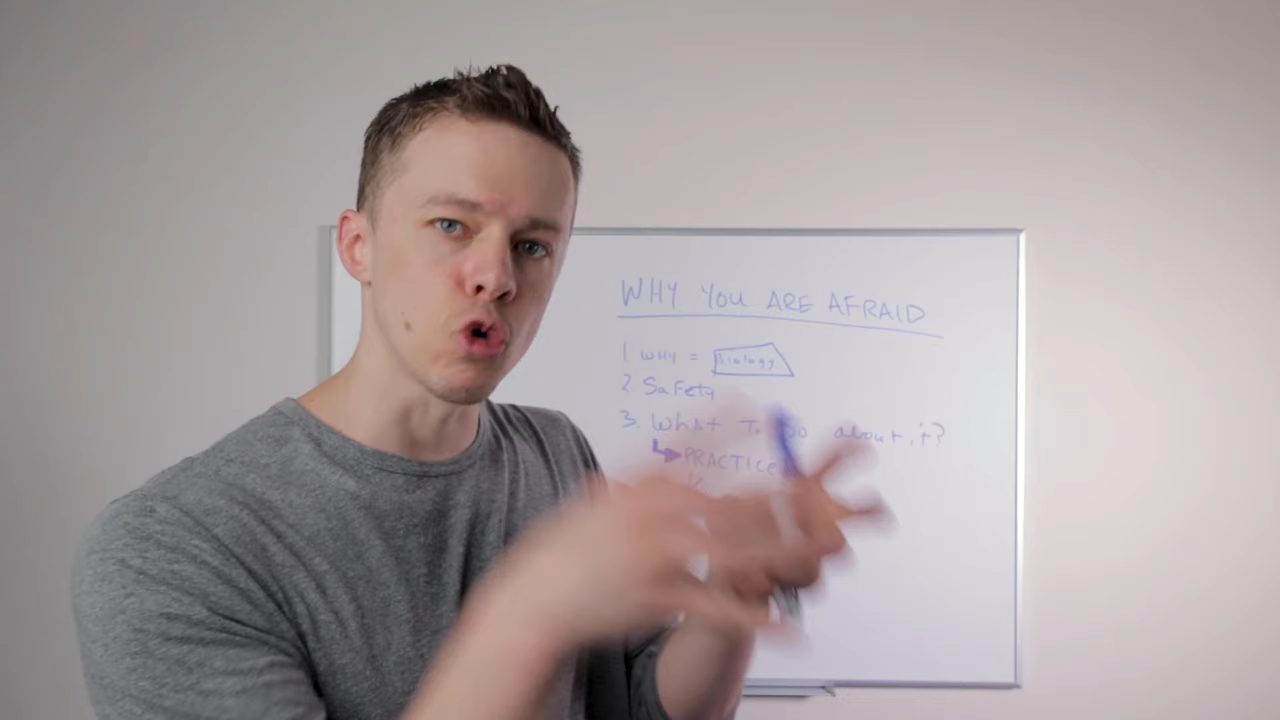 WHY YOU ARE AFRAID
1 WHY = Biology
2 SaFety
3. What To Do about it?
PRACTICE